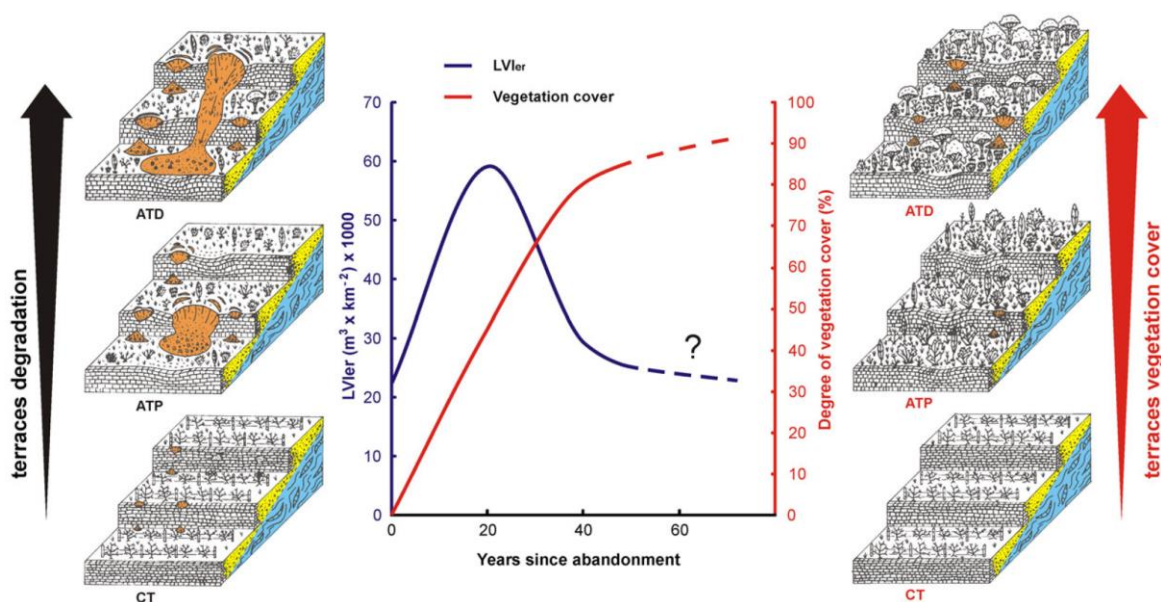 LVIer
Vegetation cover
terraces degradation
ATD
ATP
CT
LVIer (m³ x km⁻²) x 1000
70
60
50
40
30
20
10
0
?
0
20
40
60
Years since abandonment
100
90
80
70
60
50
40
30
20
10
0
Degree of vegetation cover (%)
ATD
ATP
CT
terraces vegetation cover